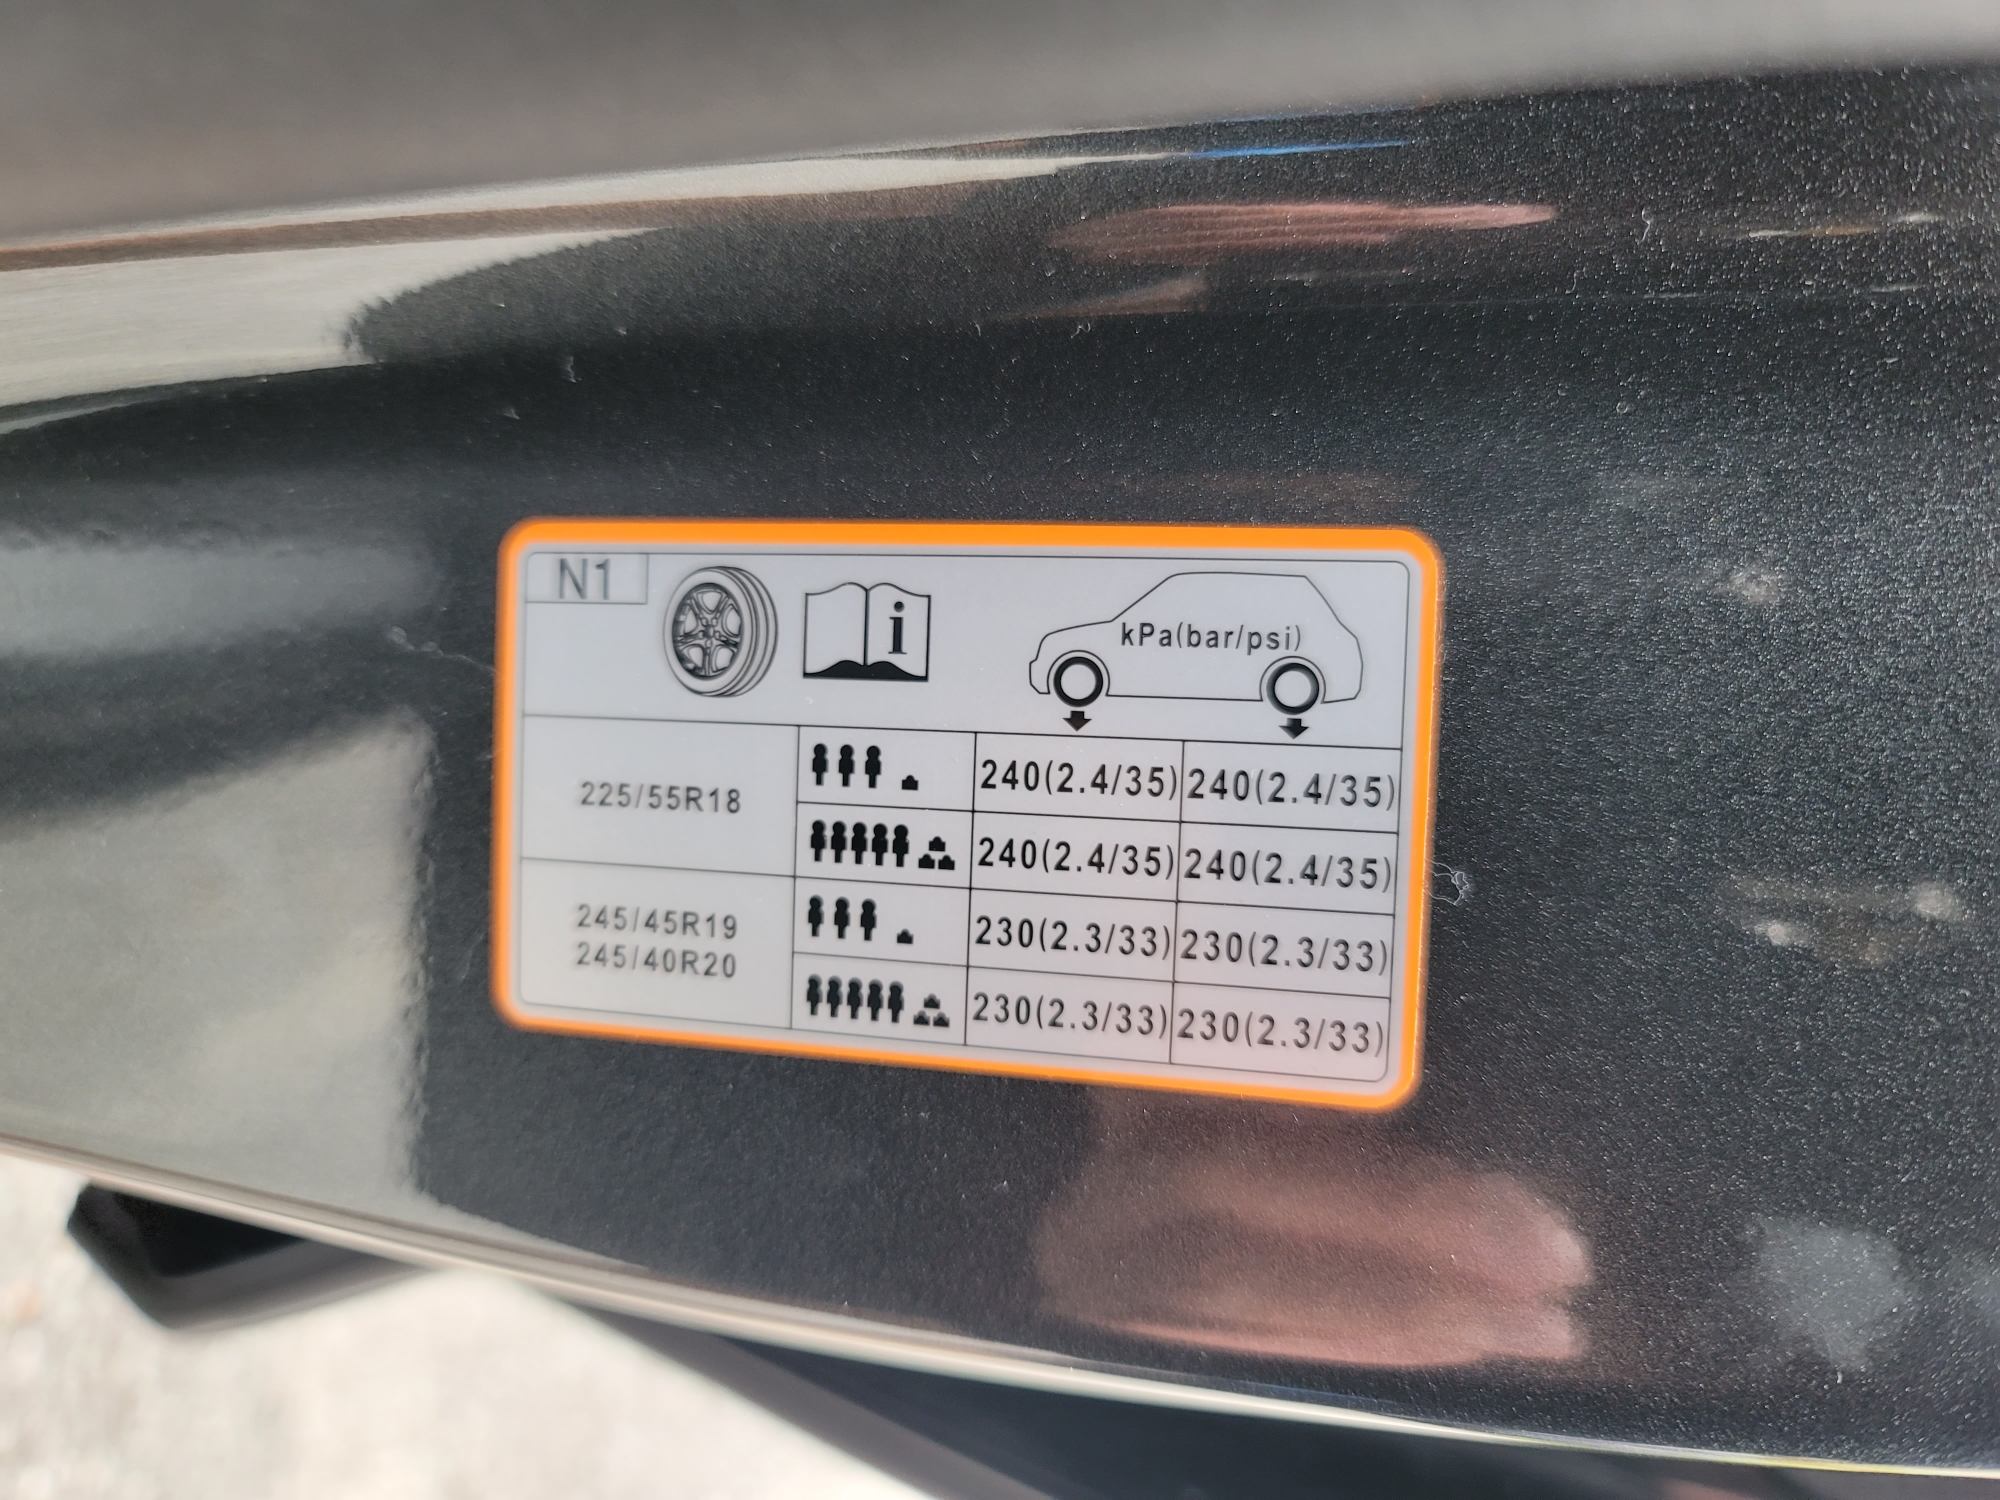 N1
i
kPa(bar/psi)
225/55R18
240(2.4/35) 240(2.4/35)
240(2.4/35) 240(2.4/35)
245/45R19
245/40R20
230(2.3/33) 230(2.3/33)
230(2.3/33) 230(2.3/33)